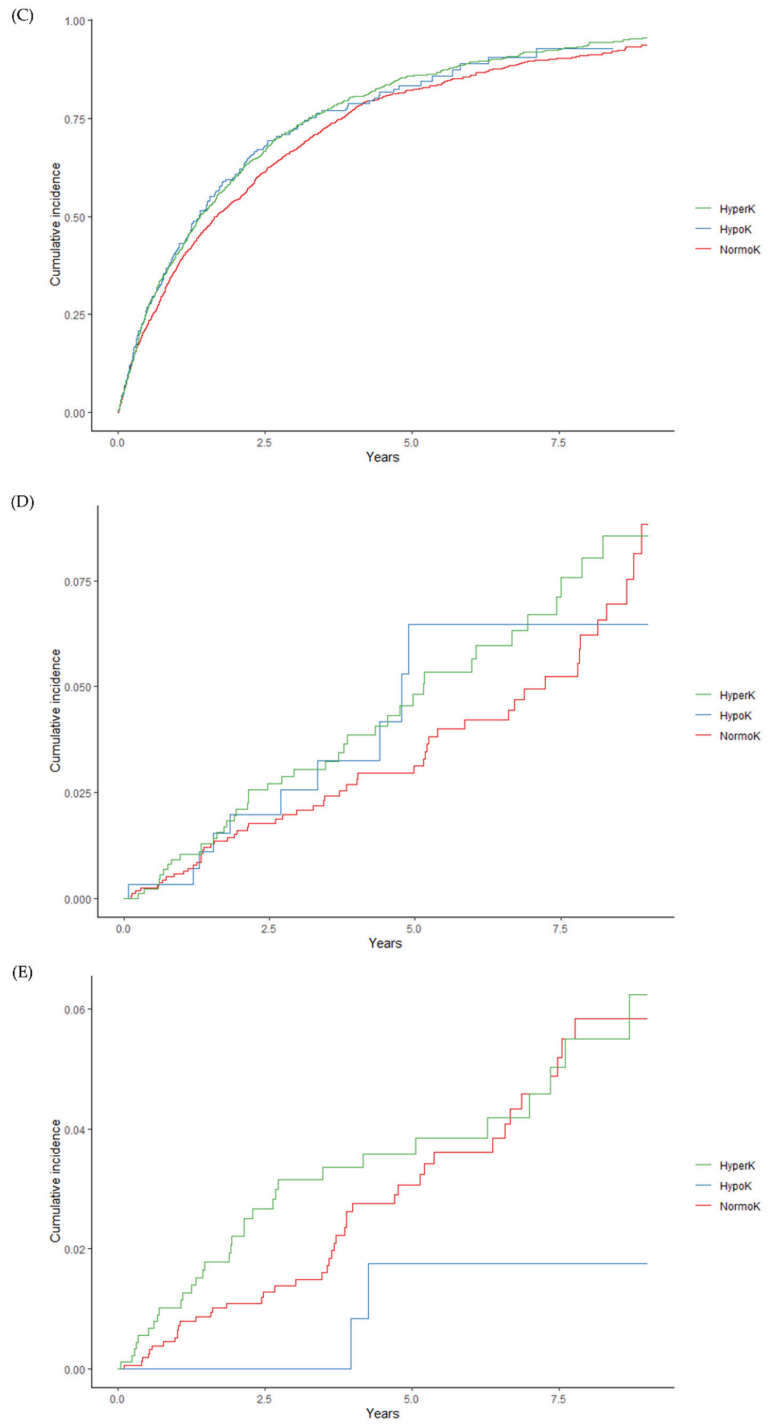 (C)
1.00
0.75
0.50
0.25
0.00
Cumulative incidence
0.0 2.5 5.0 7.5
Years
HyperK
HypoK
NormoK
(D)
0.075
0.050
0.025
0.000
Cumulative incidence
0.0 2.5 5.0 7.5
Years
HyperK
HypoK
NormoK
(E)
0.06
0.04
0.02
0.00
Cumulative incidence
0.0 2.5 5.0 7.5
Years
HyperK
HypoK
NormoK